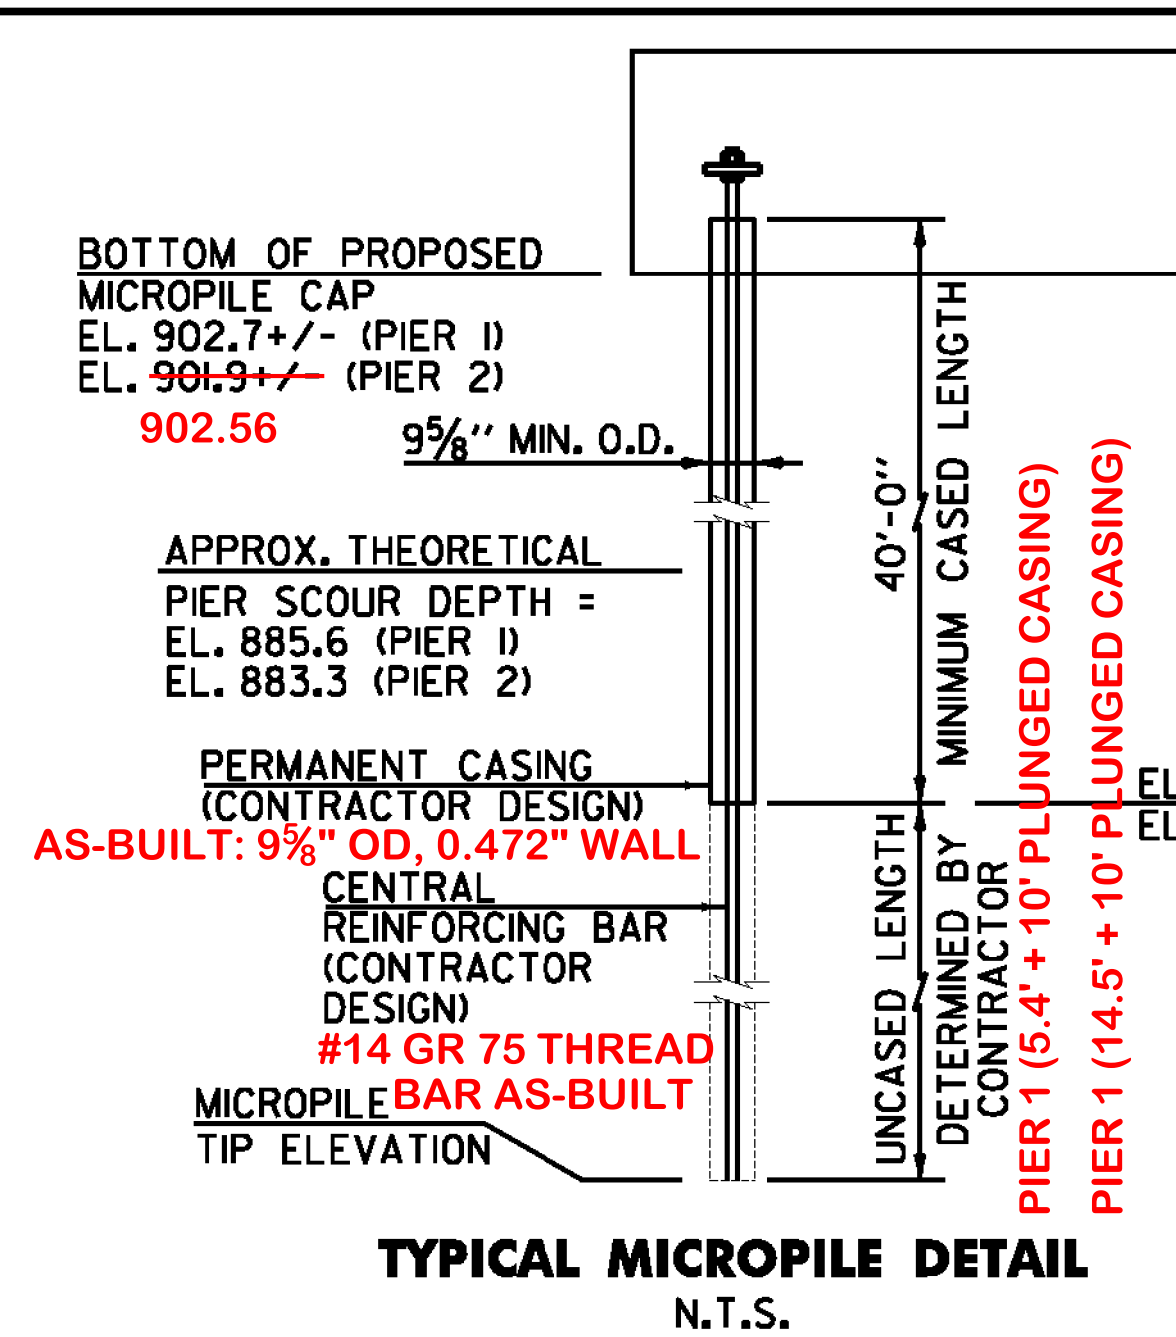 BOTTOM OF PROPOSED
MICROPILE CAP
EL. 902.7+/- (PIER 1)
EL. 901.9+/- (PIER 2)
902.56
9⅝'' MIN. O.D.
APPROX. THEORETICAL
PIER SCOUR DEPTH =
EL. 885.6 (PIER 1)
EL. 883.3 (PIER 2)
PERMANENT CASING
(CONTRACTOR DESIGN)
AS-BUILT: 9⅝" OD, 0.472" WALL
CENTRAL
REINFORCING BAR
(CONTRACTOR
DESIGN)
#14 GR 75 THREAD
BAR AS-BUILT
MICROPILE
TIP ELEVATION
40'-0''
MINIMUM CASED LENGTH
UNCASED LENGTH
DETERMINED BY
CONTRACTOR
PIER 1 (5.4' + 10' PLUNGED CASING)
PIER 1 (14.5' + 10' PLUNGED CASING)
EL
EL
TYPICAL MICROPILE DETAIL
N.T.S.